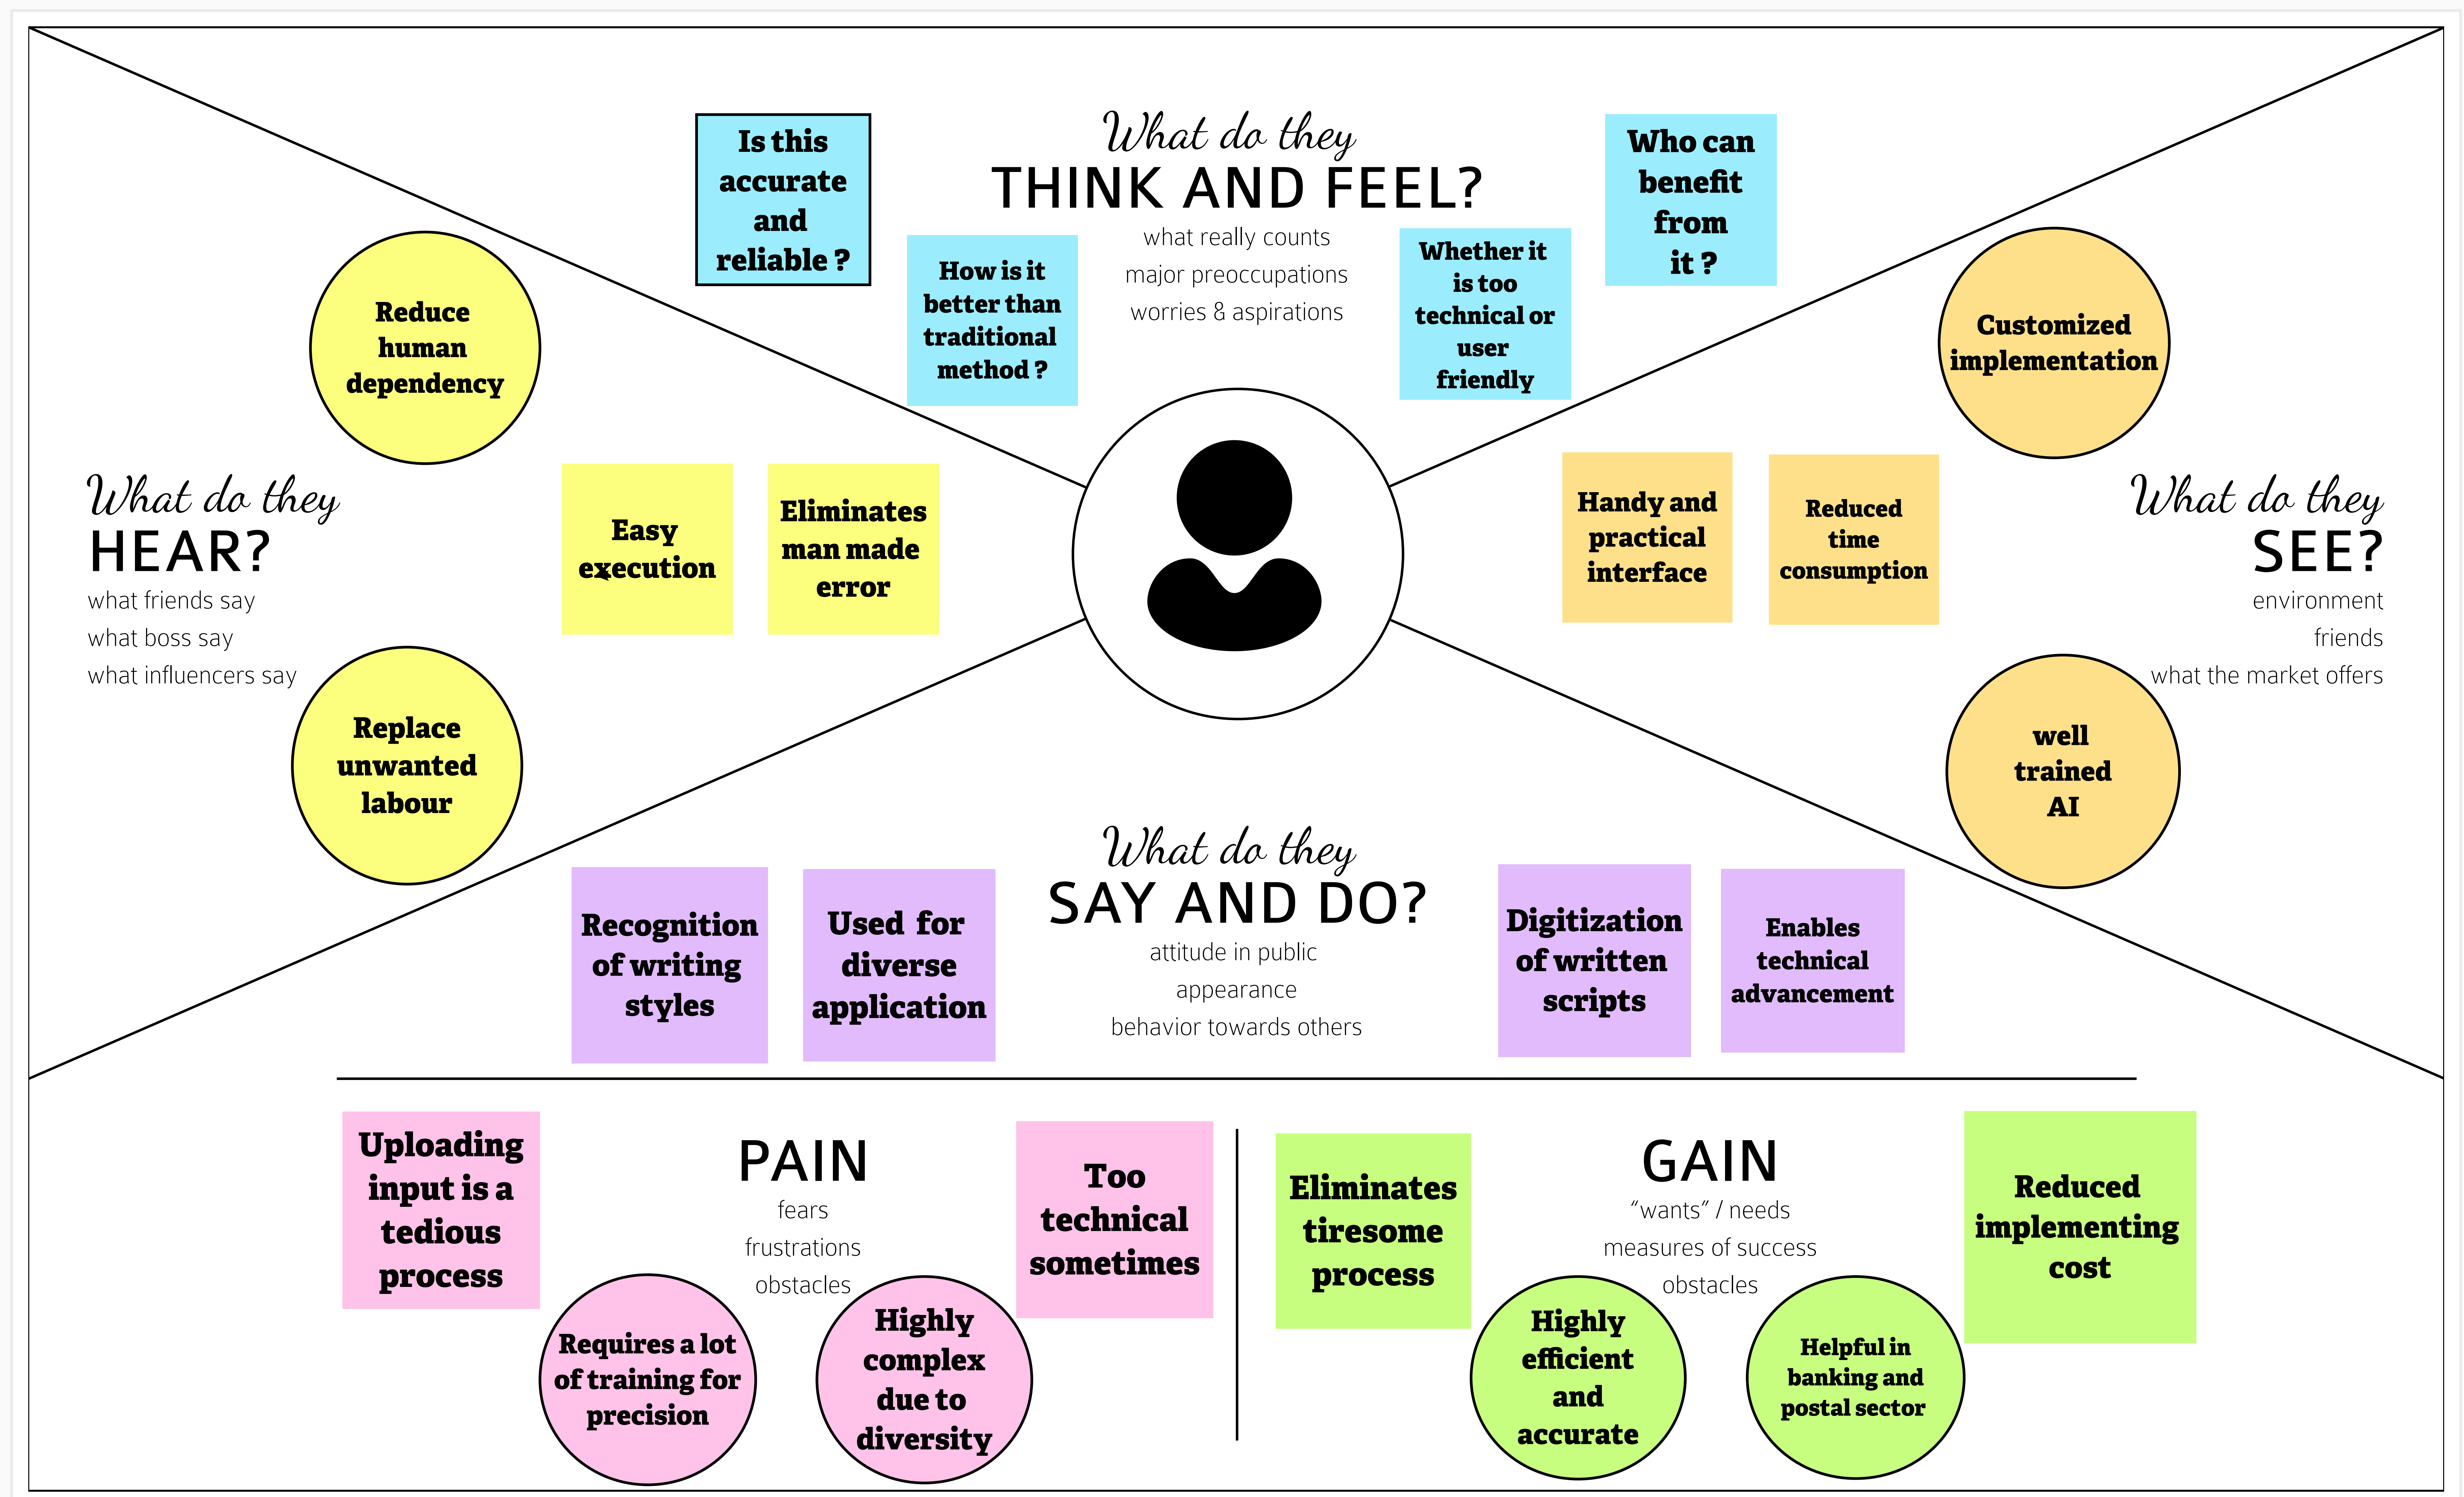 What do they
THINK AND FEEL?
what really counts
major preoccupations
worries & aspirations
Is this
accurate
and
reliable ?
How is it
better than
traditional
method ?
Whether it
is too
technical or
user
friendly
Who can
benefit
from
it ?
What do they
HEAR?
what friends say
what boss say
what influencers say
Reduce
human
dependency
Easy
execution
Eliminates
man made
error
Replace
unwanted
labour
What do they
SEE?
environment
friends
what the market offers
Customized
implementation
Handy and
practical
interface
Reduced
time
consumption
well
trained
AI
What do they
SAY AND DO?
attitude in public
appearance
behavior towards others
Recognition
of writing
styles
Used for
diverse
application
Digitization
of written
scripts
Enables
technical
advancement
PAIN
fears
frustrations
obstacles
Uploading
input is a
tedious
process
Requires a lot
of training for
precision
Highly
complex
due to
diversity
Too
technical
sometimes
GAIN
“wants” / needs
measures of success
obstacles
Eliminates
tiresome
process
Highly
efficient
and
accurate
Helpful in
banking and
postal sector
Reduced
implementing
cost